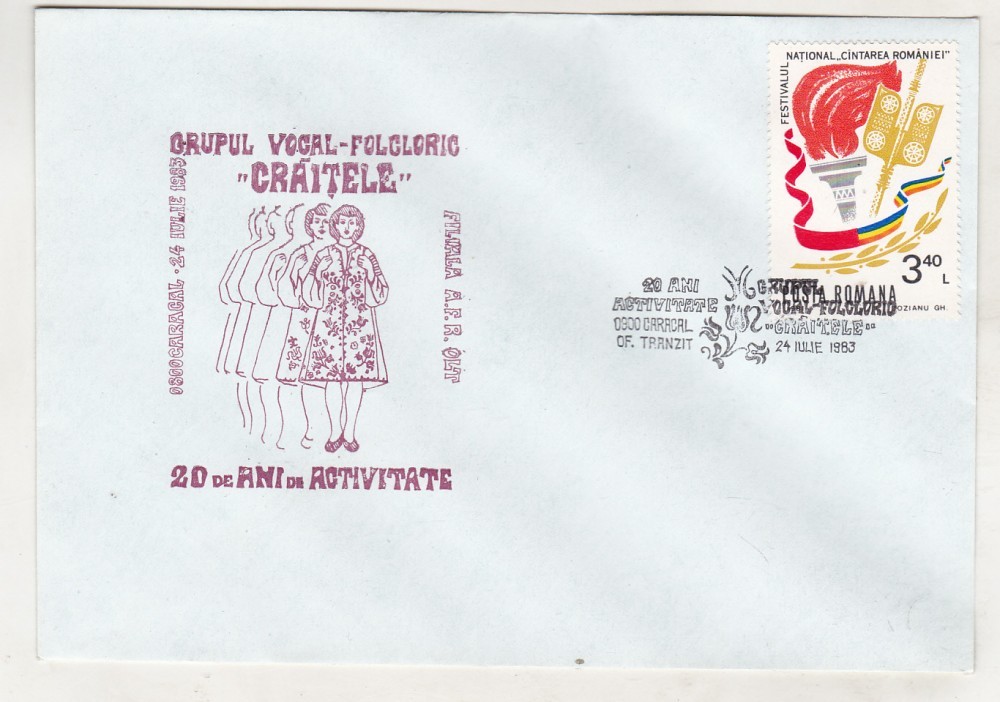 GRUPUL VOCAL-FOLCLORIC
"CRĂIȚELE"
0800 CARACAL · 24 IULIE 1983
FILIALA A.F.R. OLT
20 DE ANI DE ACTIVITATE
FESTIVALUL
NAȚIONAL „CÎNTAREA ROMÂNIEI"
3 40
L
POȘTA ROMANA
OZIANU GH.
20 ANI
ACTIVITATE
0800 CARACAL
OF. TRANZIT
GRUPUL
VOCAL-FOLCLORIC
"CRĂIȚELE"
24 IULIE 1983